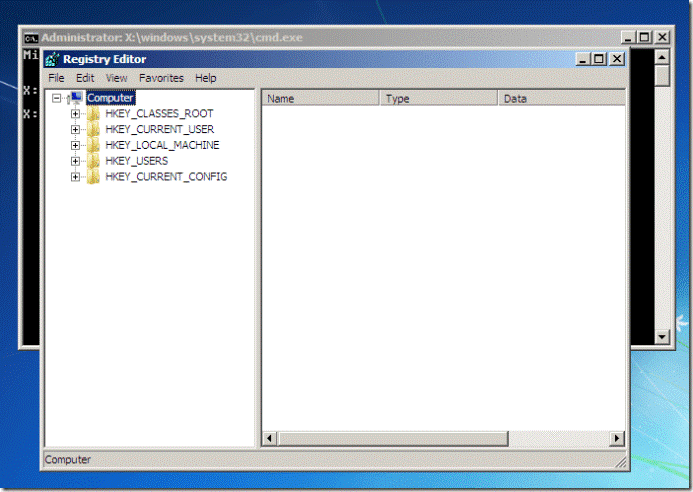 Administrator: X:\windows\system32\cmd.exe
Mi
Registry Editor
File Edit View Favorites Help
X:
X:
Computer
HKEY_CLASSES_ROOT
HKEY_CURRENT_USER
HKEY_LOCAL_MACHINE
HKEY_USERS
HKEY_CURRENT_CONFIG
Name Type Data
Computer